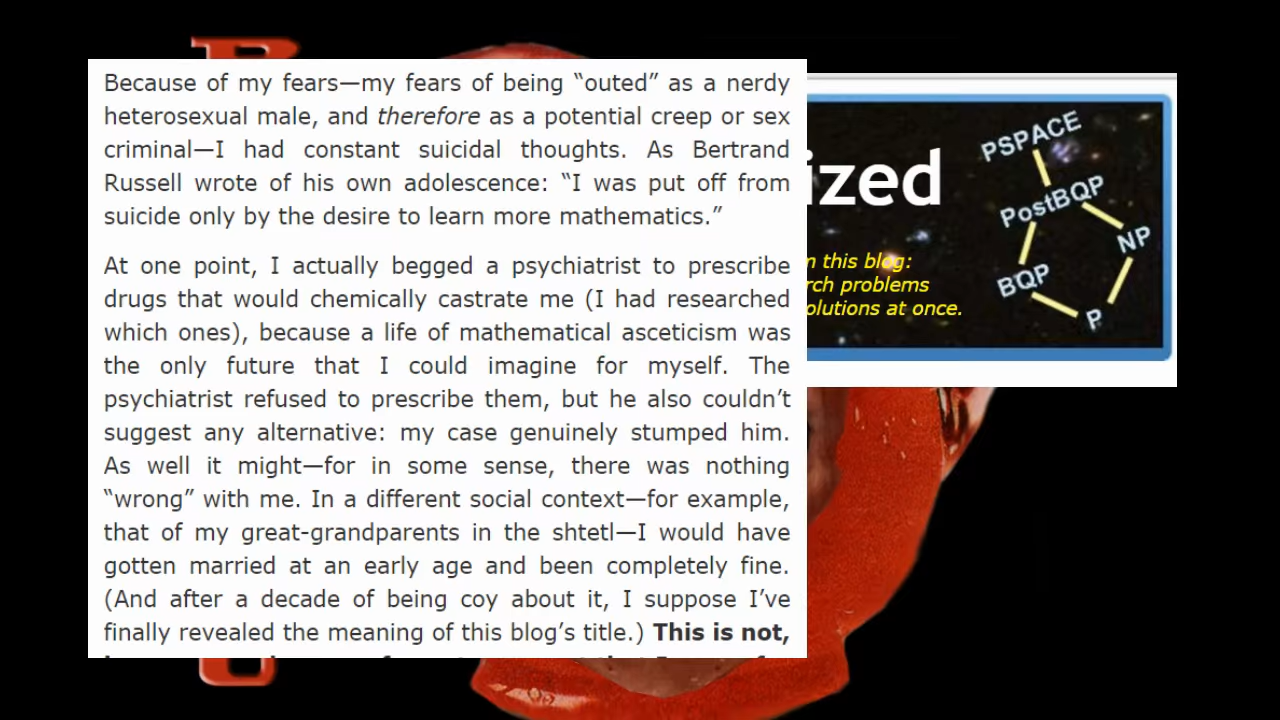 Because of my fears—my fears of being “outed” as a nerdy
heterosexual male, and therefore as a potential creep or sex
criminal—I had constant suicidal thoughts. As Bertrand
Russell wrote of his own adolescence: “I was put off from
suicide only by the desire to learn more mathematics.”
At one point, I actually begged a psychiatrist to prescribe
drugs that would chemically castrate me (I had researched
which ones), because a life of mathematical asceticism was
the only future that I could imagine for myself. The
psychiatrist refused to prescribe them, but he also couldn’t
suggest any alternative: my case genuinely stumped him.
As well it might—for in some sense, there was nothing
“wrong” with me. In a different social context—for example,
that of my great-grandparents in the shtetl—I would have
gotten married at an early age and been completely fine.
(And after a decade of being coy about it, I suppose I’ve
finally revealed the meaning of this blog’s title.) This is not,
ized
this blog:
problems
olutions at once.
PSPACE
PostBQP
NP
BQP
P